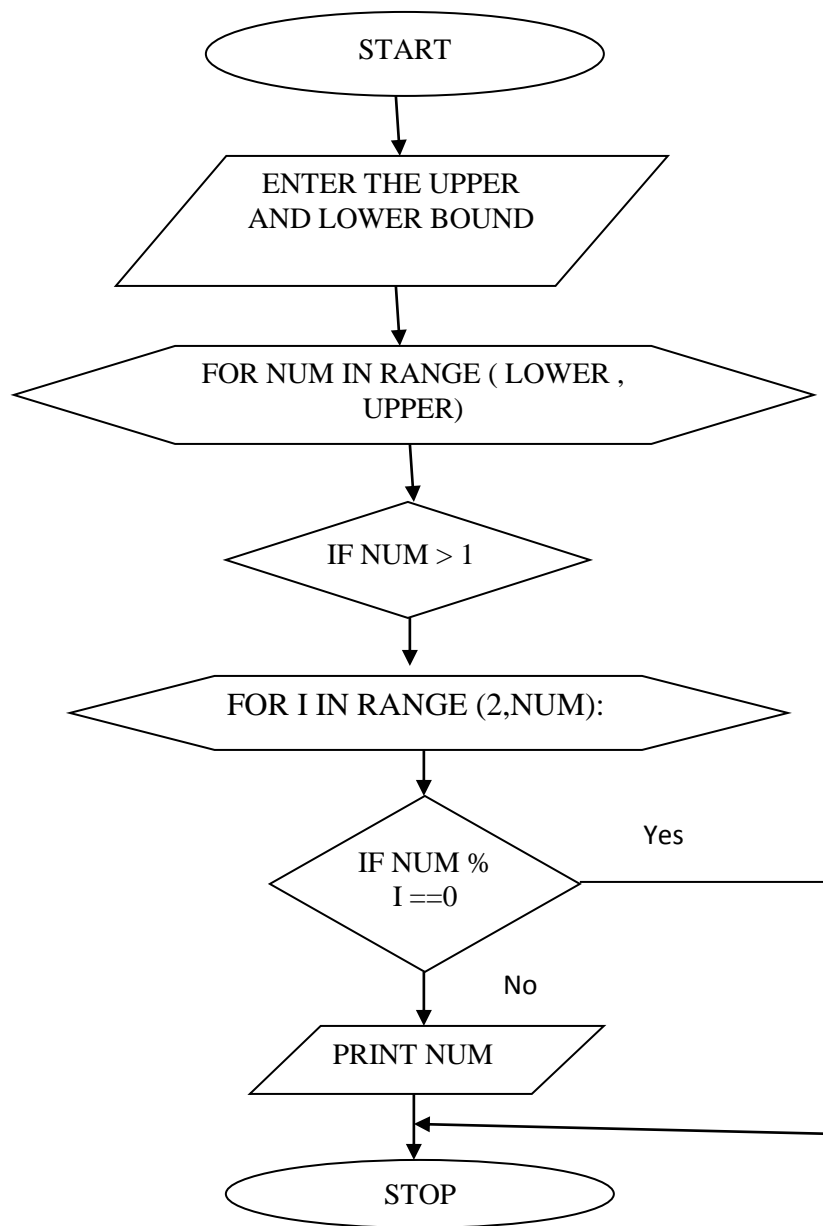 START
ENTER THE UPPER
AND LOWER BOUND
FOR NUM IN RANGE ( LOWER ,
UPPER)
IF NUM > 1
FOR I IN RANGE (2,NUM):
IF NUM %
I ==0
Yes
No
PRINT NUM
STOP